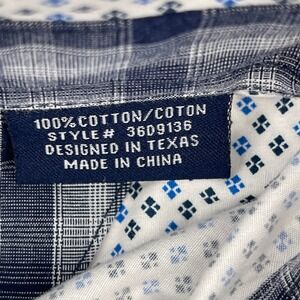 100% COTTON/COTON
STYLE# 3609136
DESIGNED IN TEXAS
MADE IN CHINA